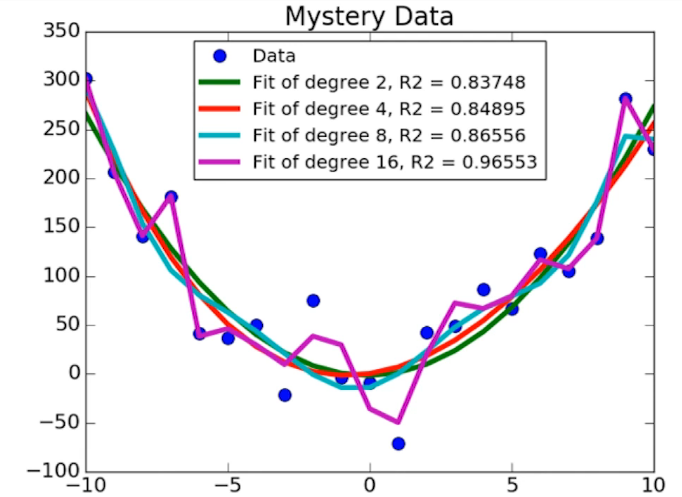 Mystery Data
350
300
250
200
150
100
50
0
−50
−100
Data
Fit of degree 2, R2 = 0.83748
Fit of degree 4, R2 = 0.84895
Fit of degree 8, R2 = 0.86556
Fit of degree 16, R2 = 0.96553
−10 −5 0 5 10